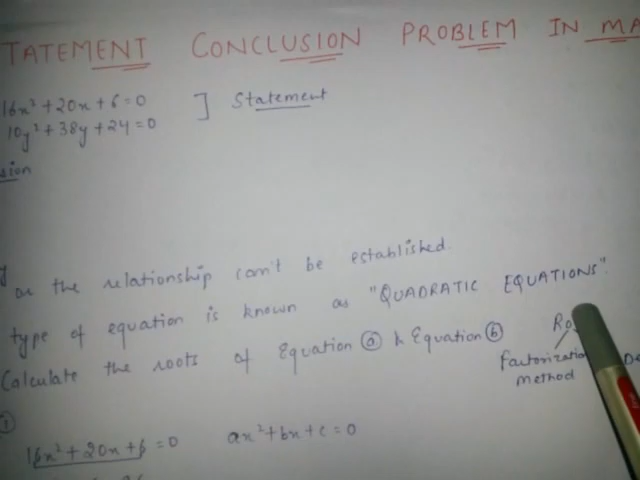 TATEMENT CONCLUSION PROBLEM IN MA
16x² + 20x + 6 = 0 ] Statement
10y² + 38y + 24 = 0
sion
or the relationship can't be established.
type of equation is known as "QUADRATIC EQUATIONS".
Calculate the roots of Equation ⓐ & Equation ⓑ
Ro
factorizatio
method
①
16x² + 20x + 6 = 0 ax² + bx + c = 0